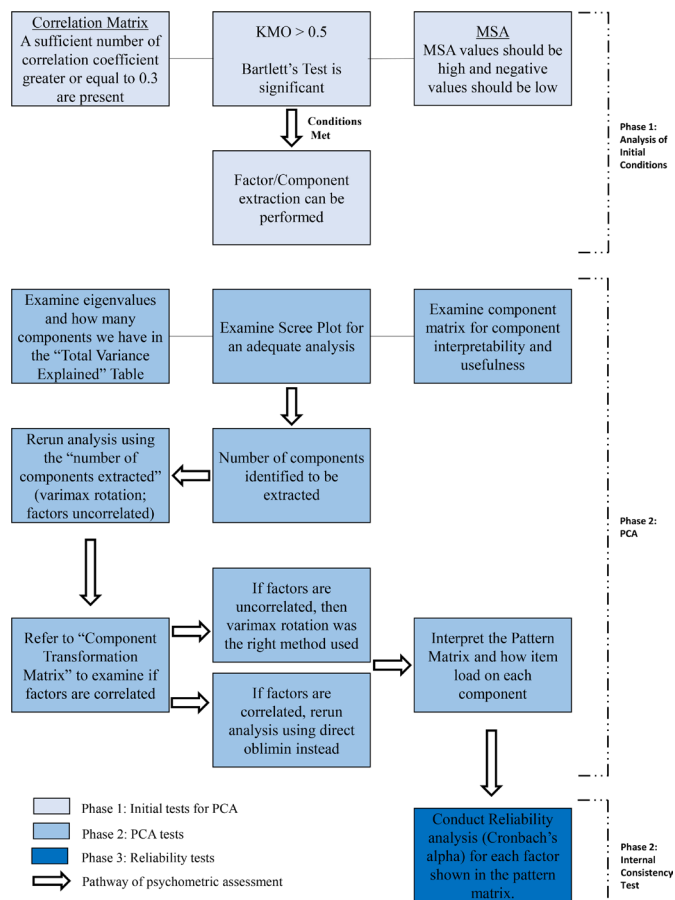 Correlation Matrix
A sufficient number of
correlation coefficient
greater or equal to 0.3
are present
KMO > 0.5
Bartlett's Test is
significant
MSA
MSA values should be
high and negative
values should be low
Conditions
Met
Factor/Component
extraction can be
performed
Phase 1:
Analysis of
Initial
Conditions
Examine eigenvalues
and how many
components we have in
the “Total Variance
Explained” Table
Examine Scree Plot for
an adequate analysis
Examine component
matrix for component
interpretability and
usefulness
Rerun analysis using
the “number of
components extracted”
(varimax rotation;
factors uncorrelated)
Number of components
identified to be
extracted
Phase 2:
PCA
Refer to “Component
Transformation
Matrix” to examine if
factors are correlated
If factors are
uncorrelated, then
varimax rotation was
the right method used
If factors are
correlated, rerun
analysis using direct
oblimin instead
Interpret the Pattern
Matrix and how item
load on each
component
Phase 1: Initial tests for PCA
Phase 2: PCA tests
Phase 3: Reliability tests
Pathway of psychometric assessment
Conduct Reliability
analysis (Cronbach's
alpha) for each factor
shown in the pattern
matrix.
Phase 2:
Internal
Consistency
Test